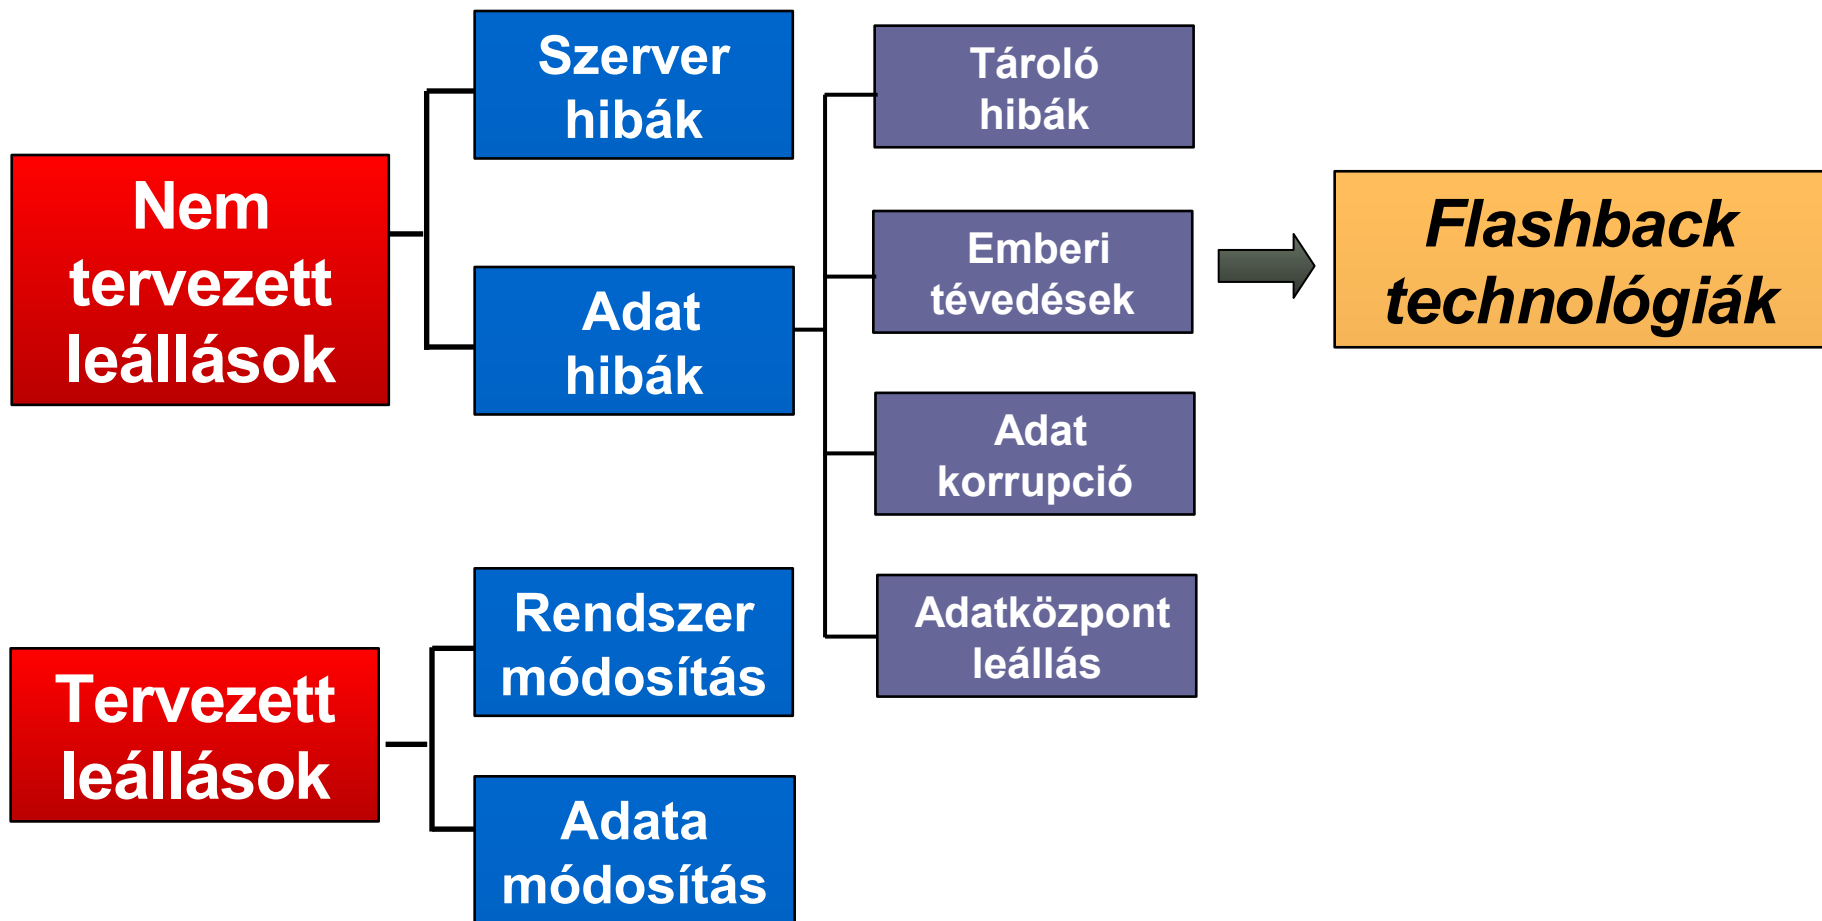 Szerver
hibák
Tároló
hibák
Nem
tervezett
leállások
Flashback
technológiák
Emberi
tévedések
Adat
hibák
Adat
korrupció
Rendszer
módosítás
Adatközpont
leállás
Tervezett
leállások
Adata
módosítás